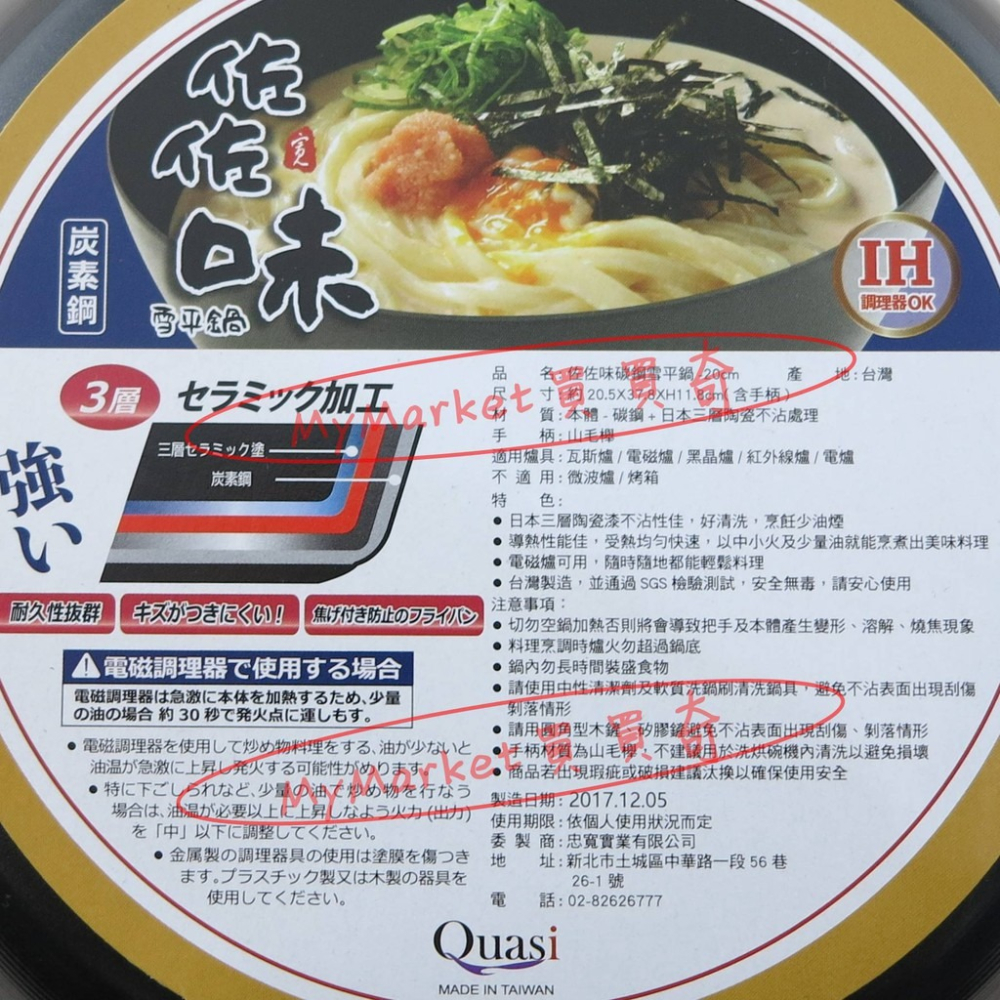 佐佐味
寛
雪平鍋
炭素鋼
IH
調理器OK
3層
セラミック加工
強い
三層セラミック塗
炭素鋼
耐久性抜群
キズがつきにくい!
焦げ付き防止のフライパン
電磁調理器で使用する場合
電磁調理器は急激に本体を加熱するため、少量
の油の場合 約30秒で発火点に達しもす。
• 電磁調理器を使用して炒め物料理をする、油が少ないと
油温が急激に上昇し発火する可能性がめります。
• 特に下ごしられなど、少量の油で炒め物を行なう
場合は、油温が必要以上に上昇しなよう火力(出力)
を「中」以下に調整してください。
• 金属製の調理器具の使用は塗膜を傷つき
ます。プラスチック製又は木製の器具を
使用してください。
品 名:佐佐味碳鋼雪平鍋-20cm 產 地:台灣
尺 寸:約 20.5X37.8XH11.8cm(含手柄)
材 質:本體-碳鋼+日本三層陶瓷不沾處理
手 柄:山毛櫸
適用爐具:瓦斯爐/電磁爐/黑晶爐/紅外線爐/電爐
不 適 用:微波爐/烤箱
特 色:
• 日本三層陶瓷漆不沾性佳,好清洗,烹飪少油煙
• 導熱性能佳,受熱均勻快速,以中小火及少量油就能烹煮出美味料理
• 電磁爐可用,隨時隨地都能輕鬆料理
• 台灣製造,並通過 SGS 檢驗測試,安全無毒,請安心使用
注意事項:
• 切勿空鍋加熱否則將會導致把手及本體產生變形、溶解、燒焦現象
• 料理烹調時爐火勿超過鍋底
• 鍋內勿長時間裝盛食物
• 請使用中性清潔劑及軟質洗鍋刷清洗鍋具,避免不沾表面出現刮傷
剝落情形
• 請用圓角型木鏟、矽膠鏟避免不沾表面出現刮傷、剝落情形
• 手柄材質為山毛櫸,不建議用於洗烘碗機內清洗以避免損壞
• 商品若出現瑕疵或破損建議汰換以確保使用安全
製造日期:2017.12.05
使用期限:依個人使用狀況而定
委 製 商:忠寬實業有限公司
地 址:新北市土城區中華路一段 56 巷
26-1 號
電 話:02-82626777
Quasi
MADE IN TAIWAN
MyMarket 買買夯
MyMarket 買買夯